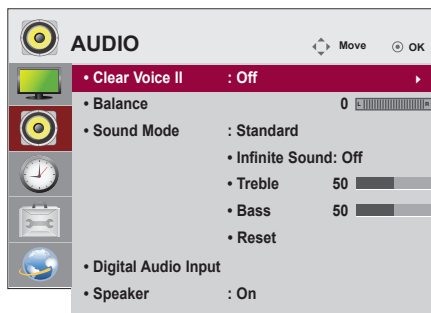 AUDIO
Move
OK
• Clear Voice II : Off
• Balance 0 L R
• Sound Mode : Standard
• Infinite Sound: Off
• Treble 50
• Bass 50
• Reset
• Digital Audio Input
• Speaker : On